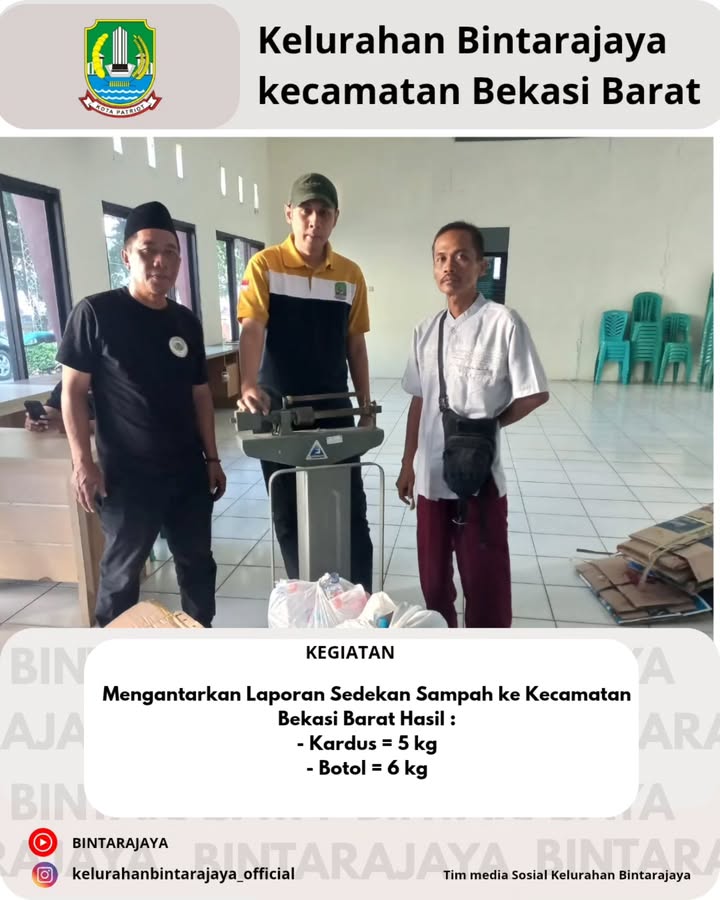 Kelurahan Bintarajaya
kecamatan Bekasi Barat
KOTA PATRIOT
KEGIATAN
Mengantarkan Laporan Sedekan Sampah ke Kecamatan
Bekasi Barat Hasil :
- Kardus = 5 kg
- Botol = 6 kg
BINTARAJAYA
kelurahanbintarajaya_official
Tim media Sosial Kelurahan Bintarajaya
BINTARAJAYA